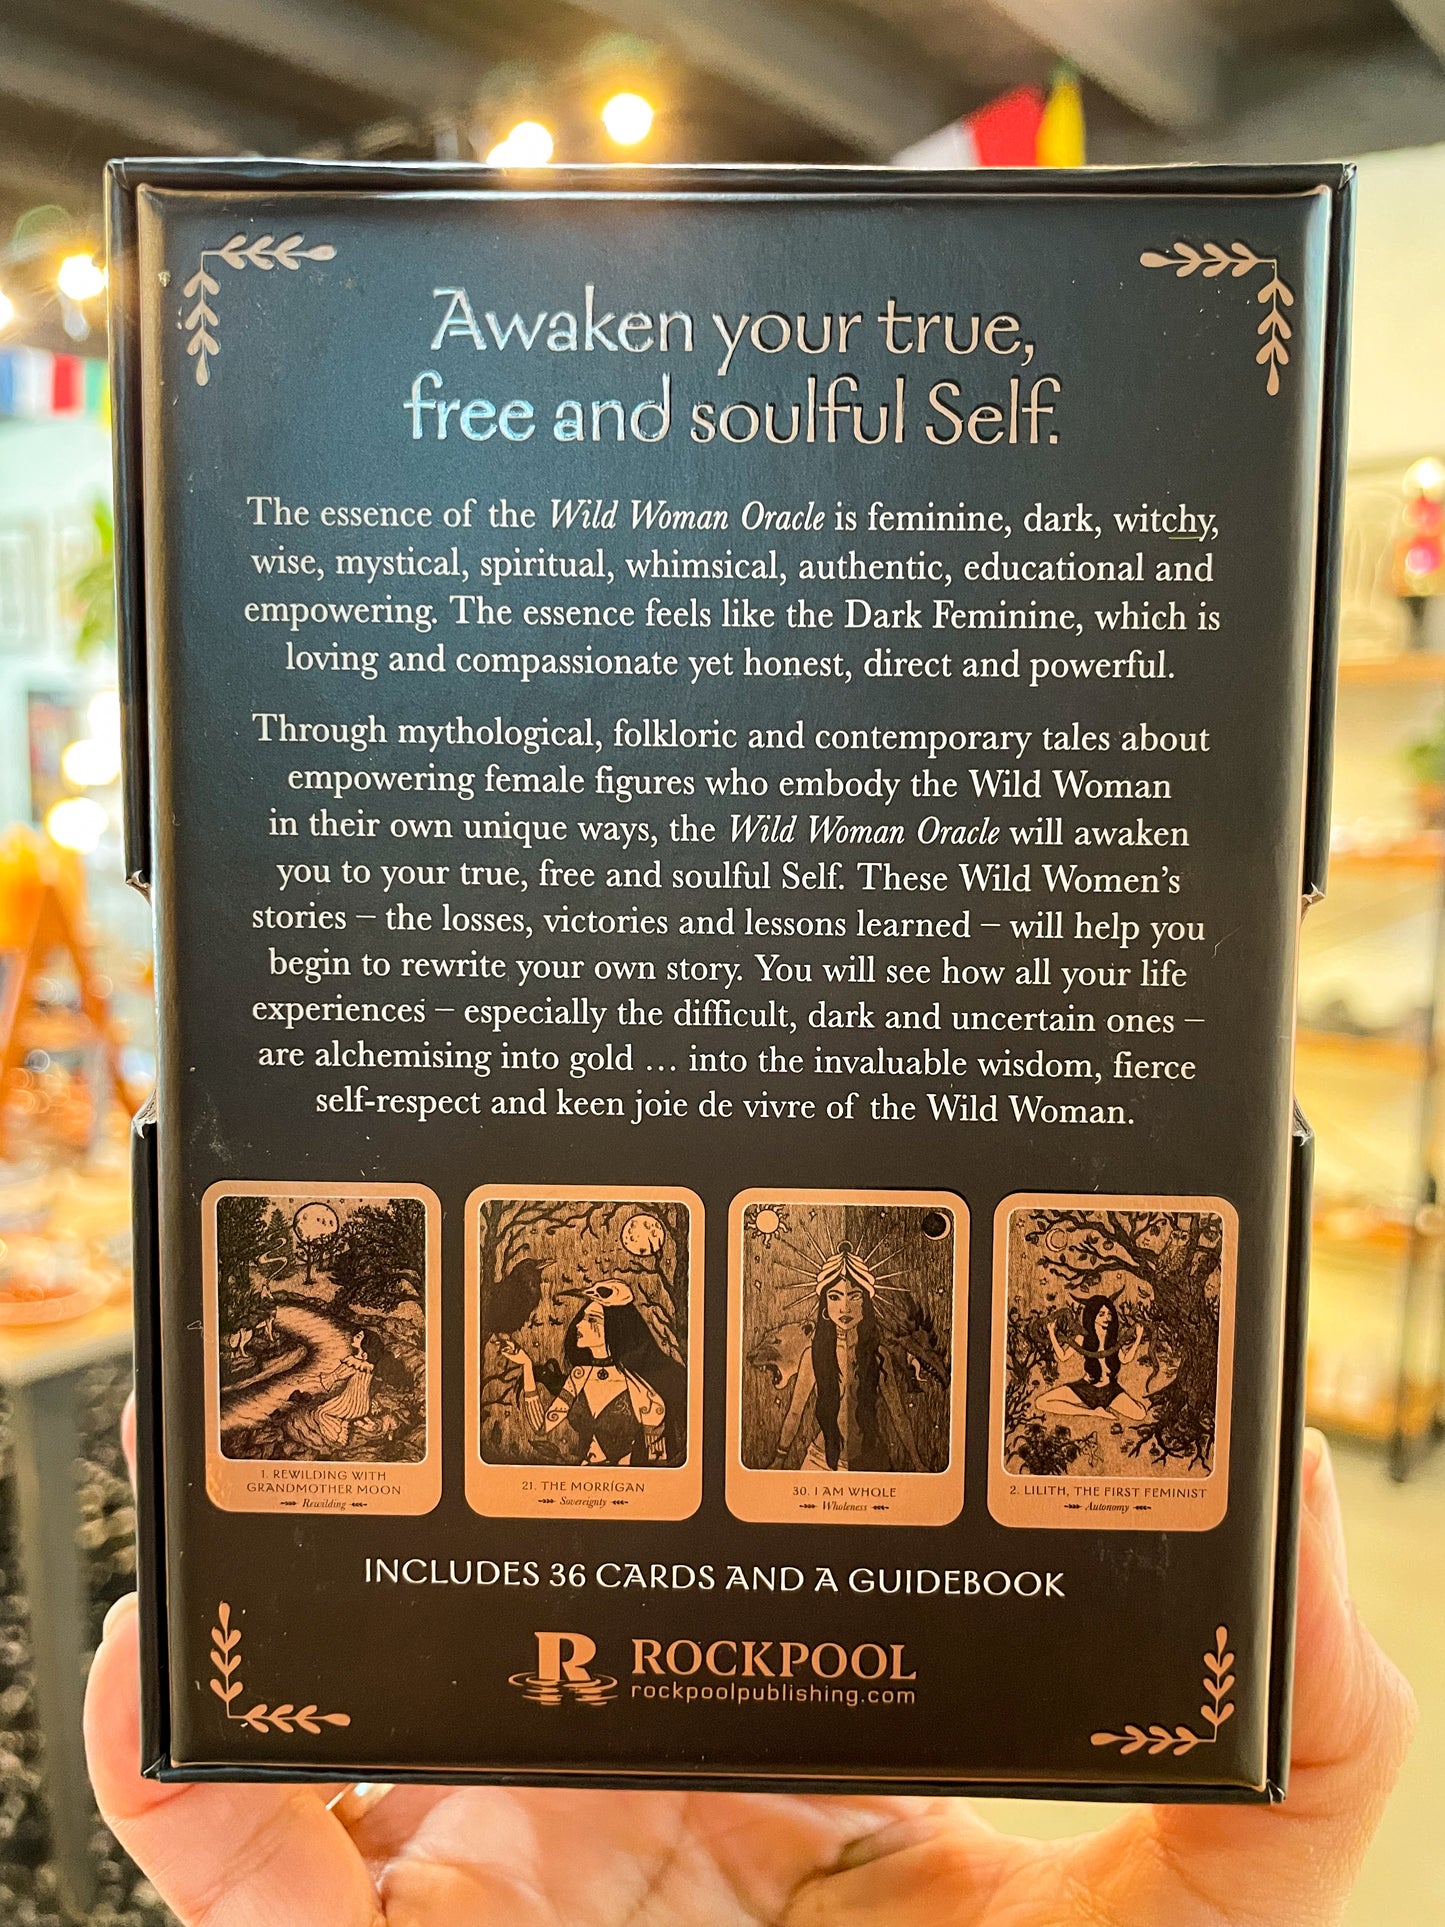 Awaken your true,
free and soulful Self.
The essence of the Wild Woman Oracle is feminine, dark, witchy,
wise, mystical, spiritual, whimsical, authentic, educational and
empowering. The essence feels like the Dark Feminine, which is
loving and compassionate yet honest, direct and powerful.
Through mythological, folkloric and contemporary tales about
empowering female figures who embody the Wild Woman
in their own unique ways, the Wild Woman Oracle will awaken
you to your true, free and soulful Self. These Wild Women’s
stories – the losses, victories and lessons learned – will help you
begin to rewrite your own story. You will see how all your life
experiences – especially the difficult, dark and uncertain ones –
are alchemising into gold … into the invaluable wisdom, fierce
self-respect and keen joie de vivre of the Wild Woman.
1. REWILDING WITH
GRANDMOTHER MOON
Rewilding
21. THE MORRÍGAN
Sovereignty
30. I AM WHOLE
Wholeness
2. LILITH, THE FIRST FEMINIST
Autonomy
INCLUDES 36 CARDS AND A GUIDEBOOK
R ROCKPOOL
rockpoolpublishing.com